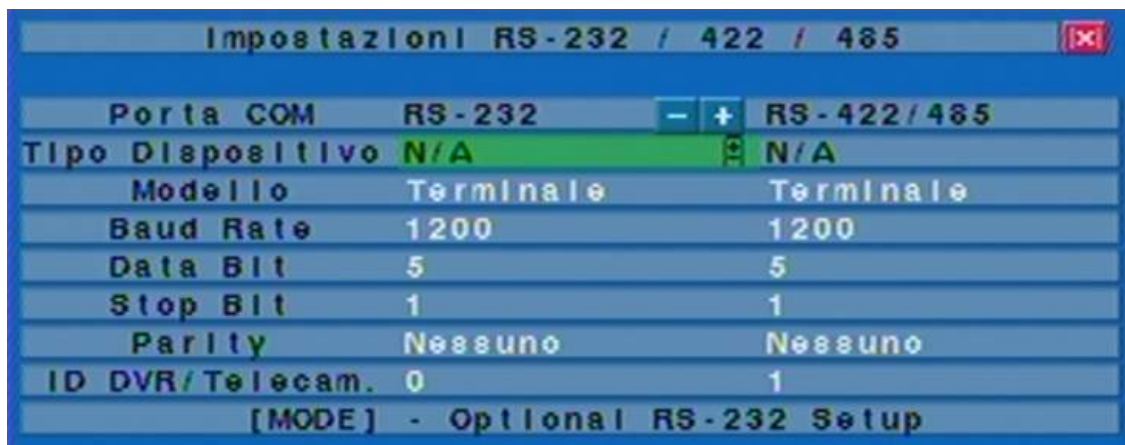 Impostazioni RS-232 / 422 / 485
Porta COM RS-232 - + RS-422/485
Tipo Dispositivo N/A N/A
Modello Terminale Terminale
Baud Rate 1200 1200
Data Bit 5 5
Stop Bit 1 1
Parity Nessuno Nessuno
ID DVR/Telecam. 0 1
[MODE] - Optional RS-232 Setup